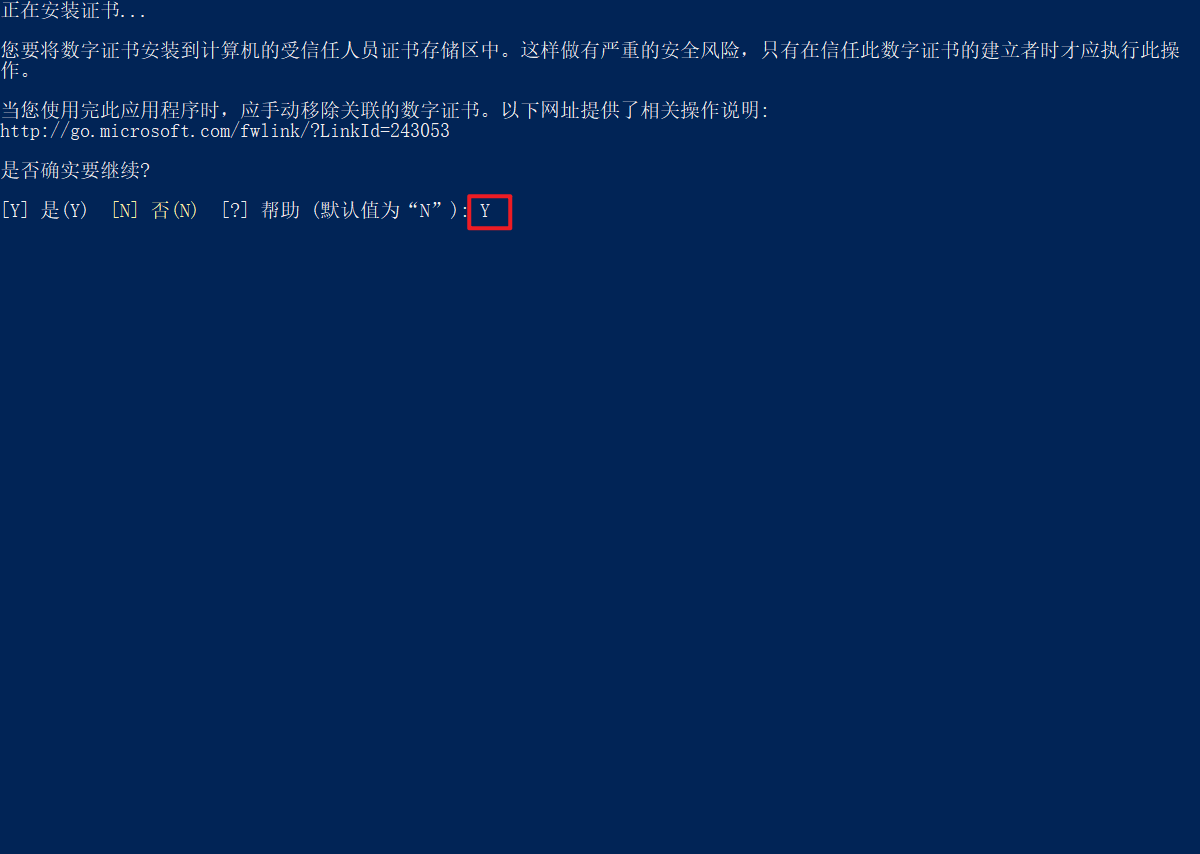 正在安装证书...
您要将数字证书安装到计算机的受信任人员证书存储区中。这样做有严重的安全风险，只有在信任此数字证书的建立者时才应执行此操
作。
当您使用完此应用程序时，应手动移除关联的数字证书。以下网址提供了相关操作说明:
http://go.microsoft.com/fwlink/?LinkId=243053
是否确实要继续?
[Y] 是(Y)  [N] 否(N)  [?] 帮助 (默认值为“N”): Y